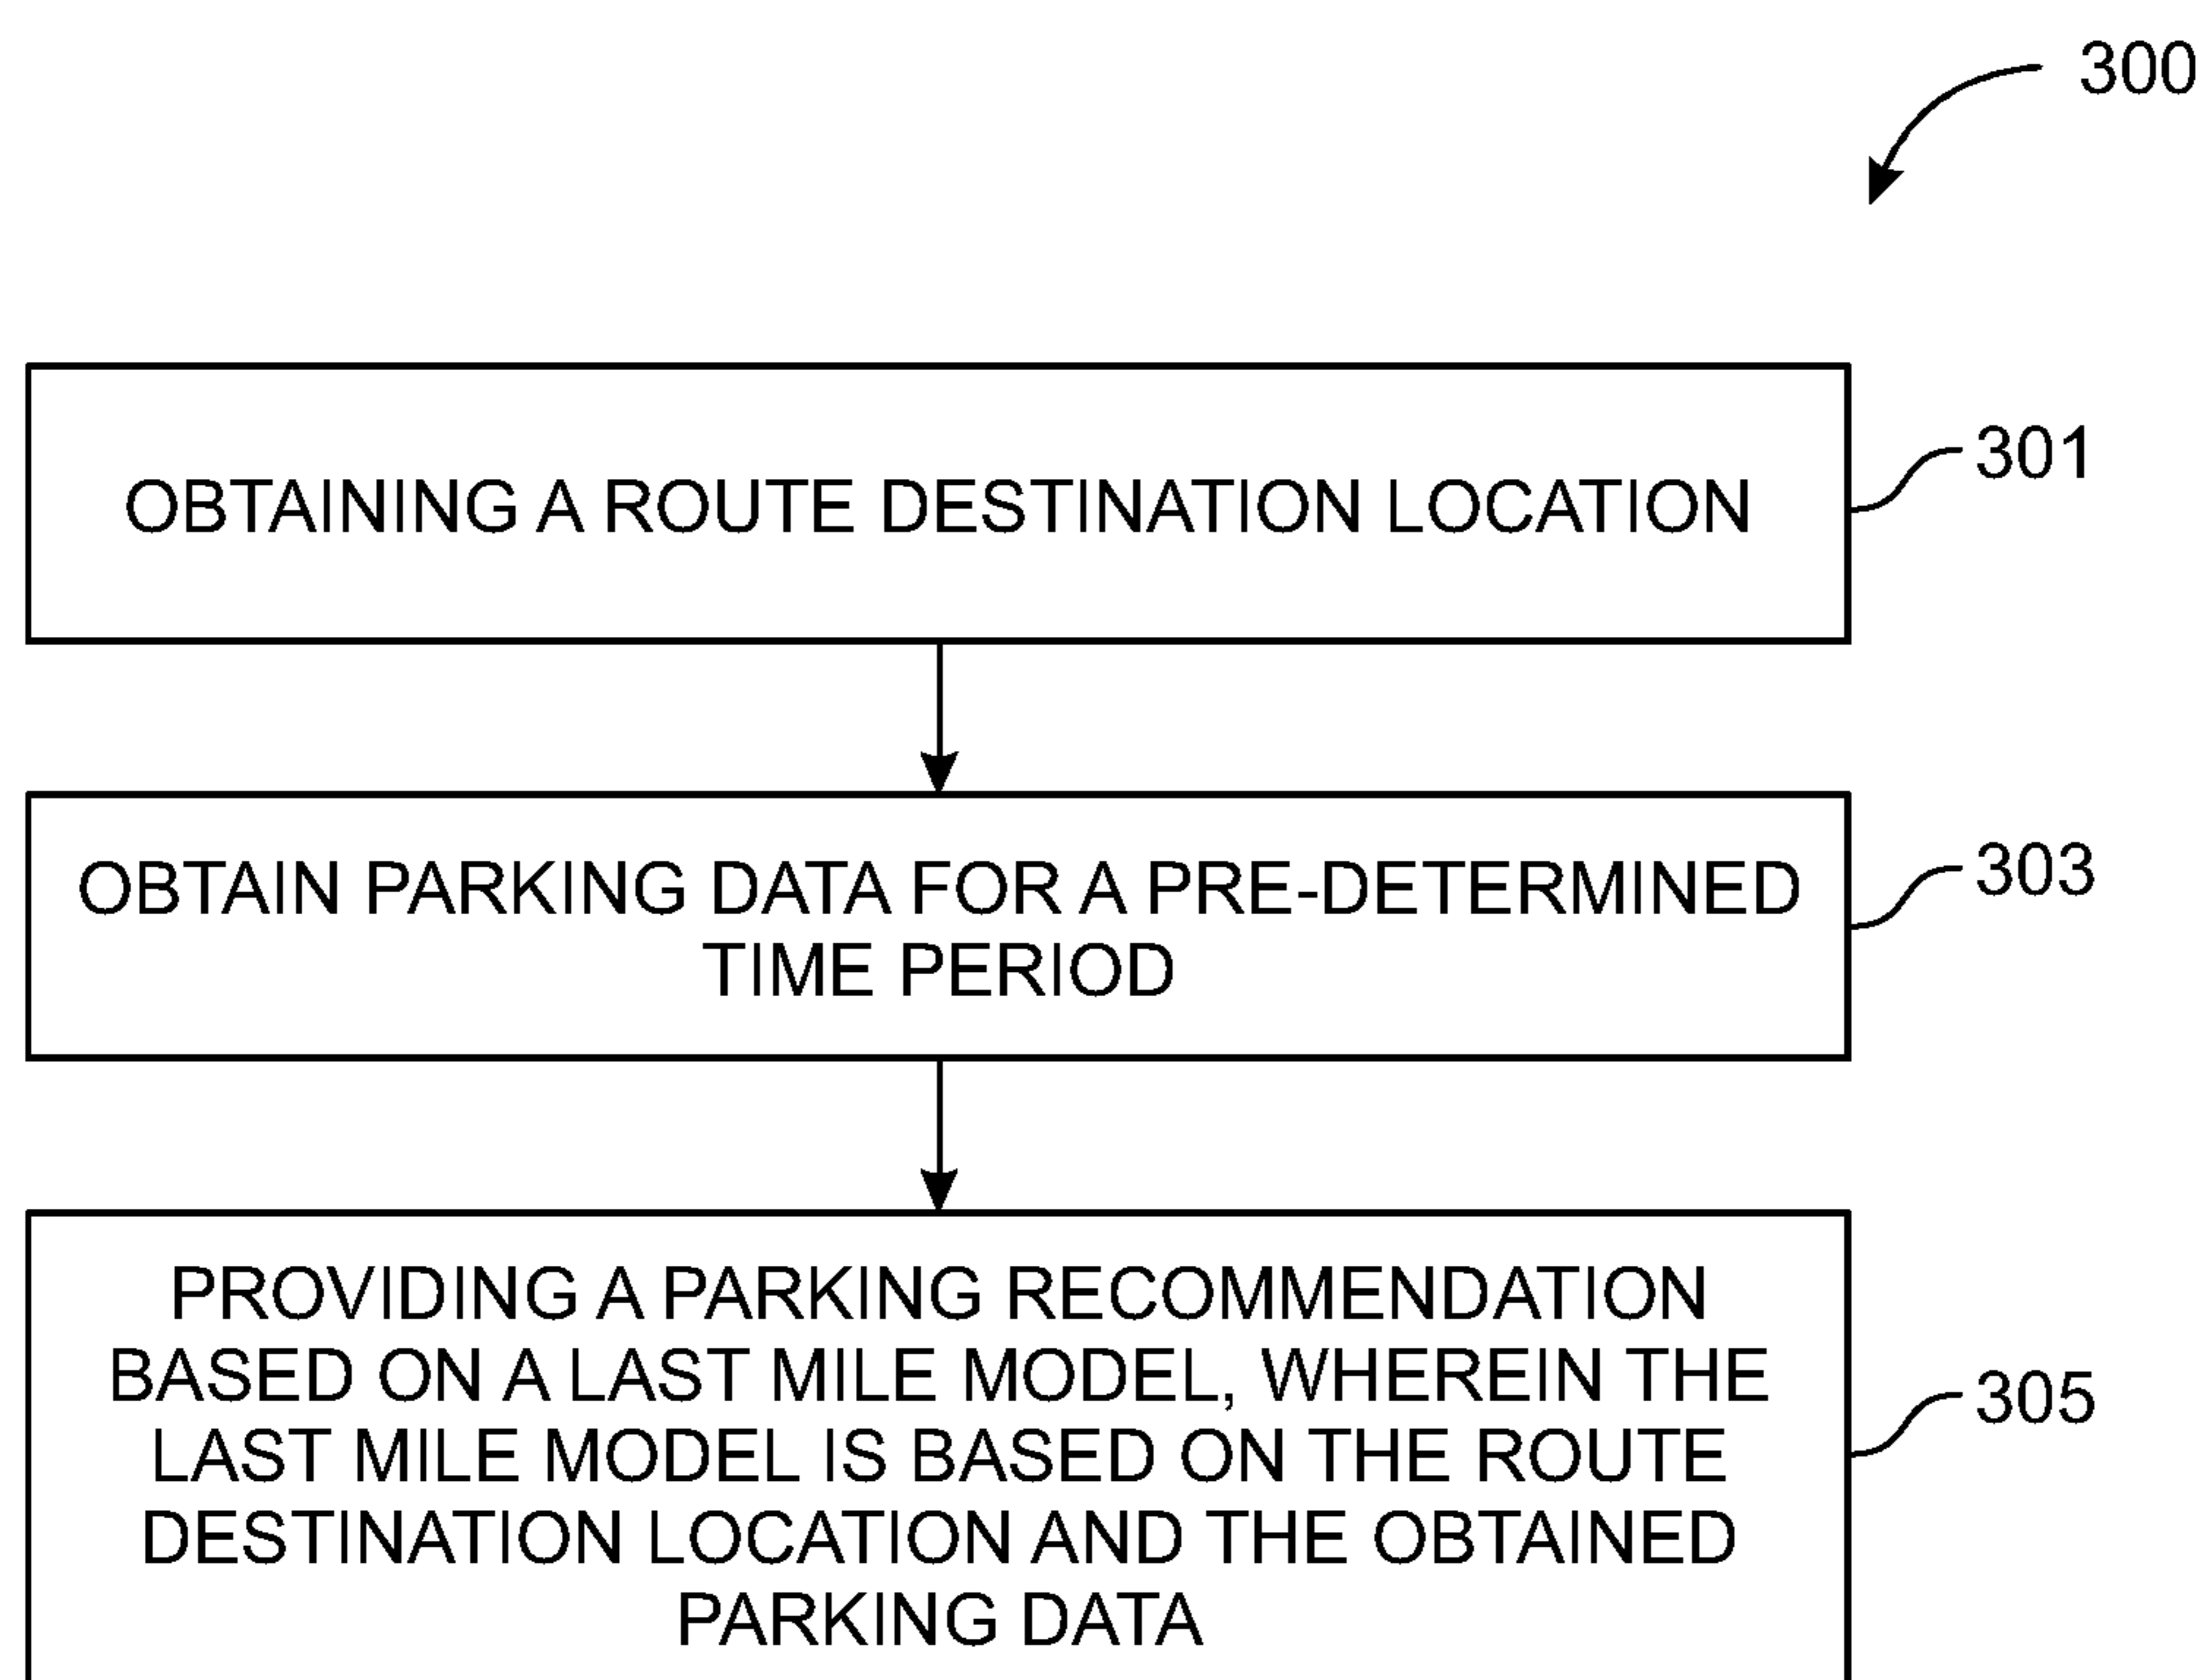 300
OBTAINING A ROUTE DESTINATION LOCATION
301
OBTAIN PARKING DATA FOR A PRE-DETERMINED
TIME PERIOD
303
PROVIDING A PARKING RECOMMENDATION
BASED ON A LAST MILE MODEL, WHEREIN THE
LAST MILE MODEL IS BASED ON THE ROUTE
DESTINATION LOCATION AND THE OBTAINED
PARKING DATA
305